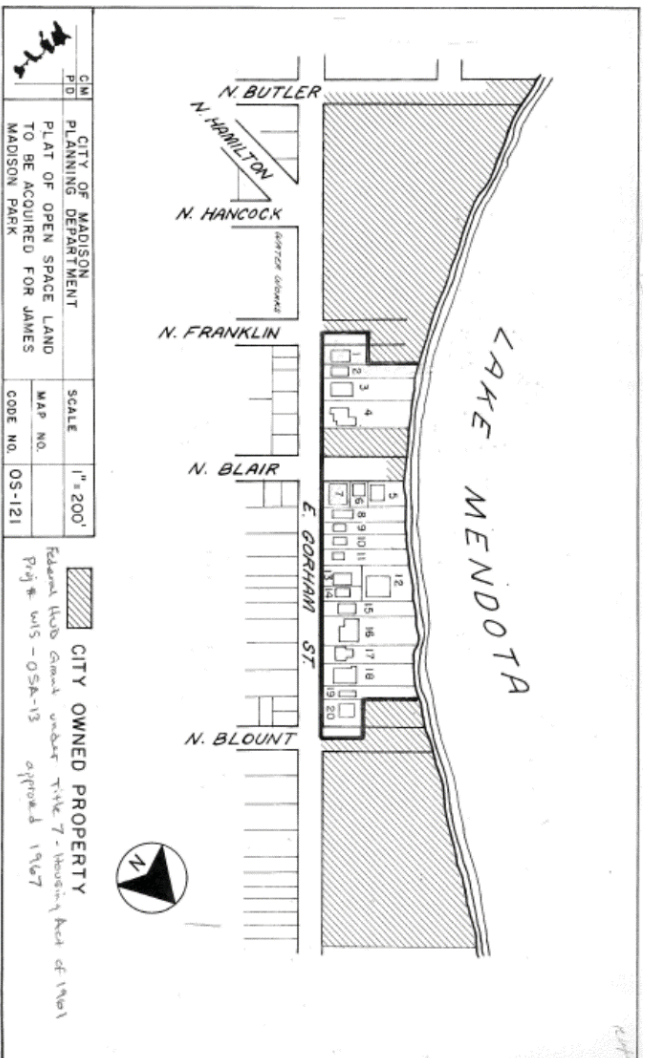 N. BUTLER
N. HAMILTON
N. HANCOCK
WATER WORKS
N. FRANKLIN
N. BLAIR
E. GORHAM ST.
N. BLOUNT
LAKE MENDOTA
1
2
3
4
5
6
7
8
9
10
11
12
13
14
15
16
17
18
19
20
N
CITY OWNED PROPERTY
Federal HUD Grant under Title 7 - Housing Act of 1961
Proj # WIS - OSA-13 approved 1967
C M
P D
CITY OF MADISON
PLANNING DEPARTMENT
PLAT OF OPEN SPACE LAND
TO BE ACQUIRED FOR JAMES
MADISON PARK
SCALE 1" = 200'
MAP NO.
CODE NO. OS-121